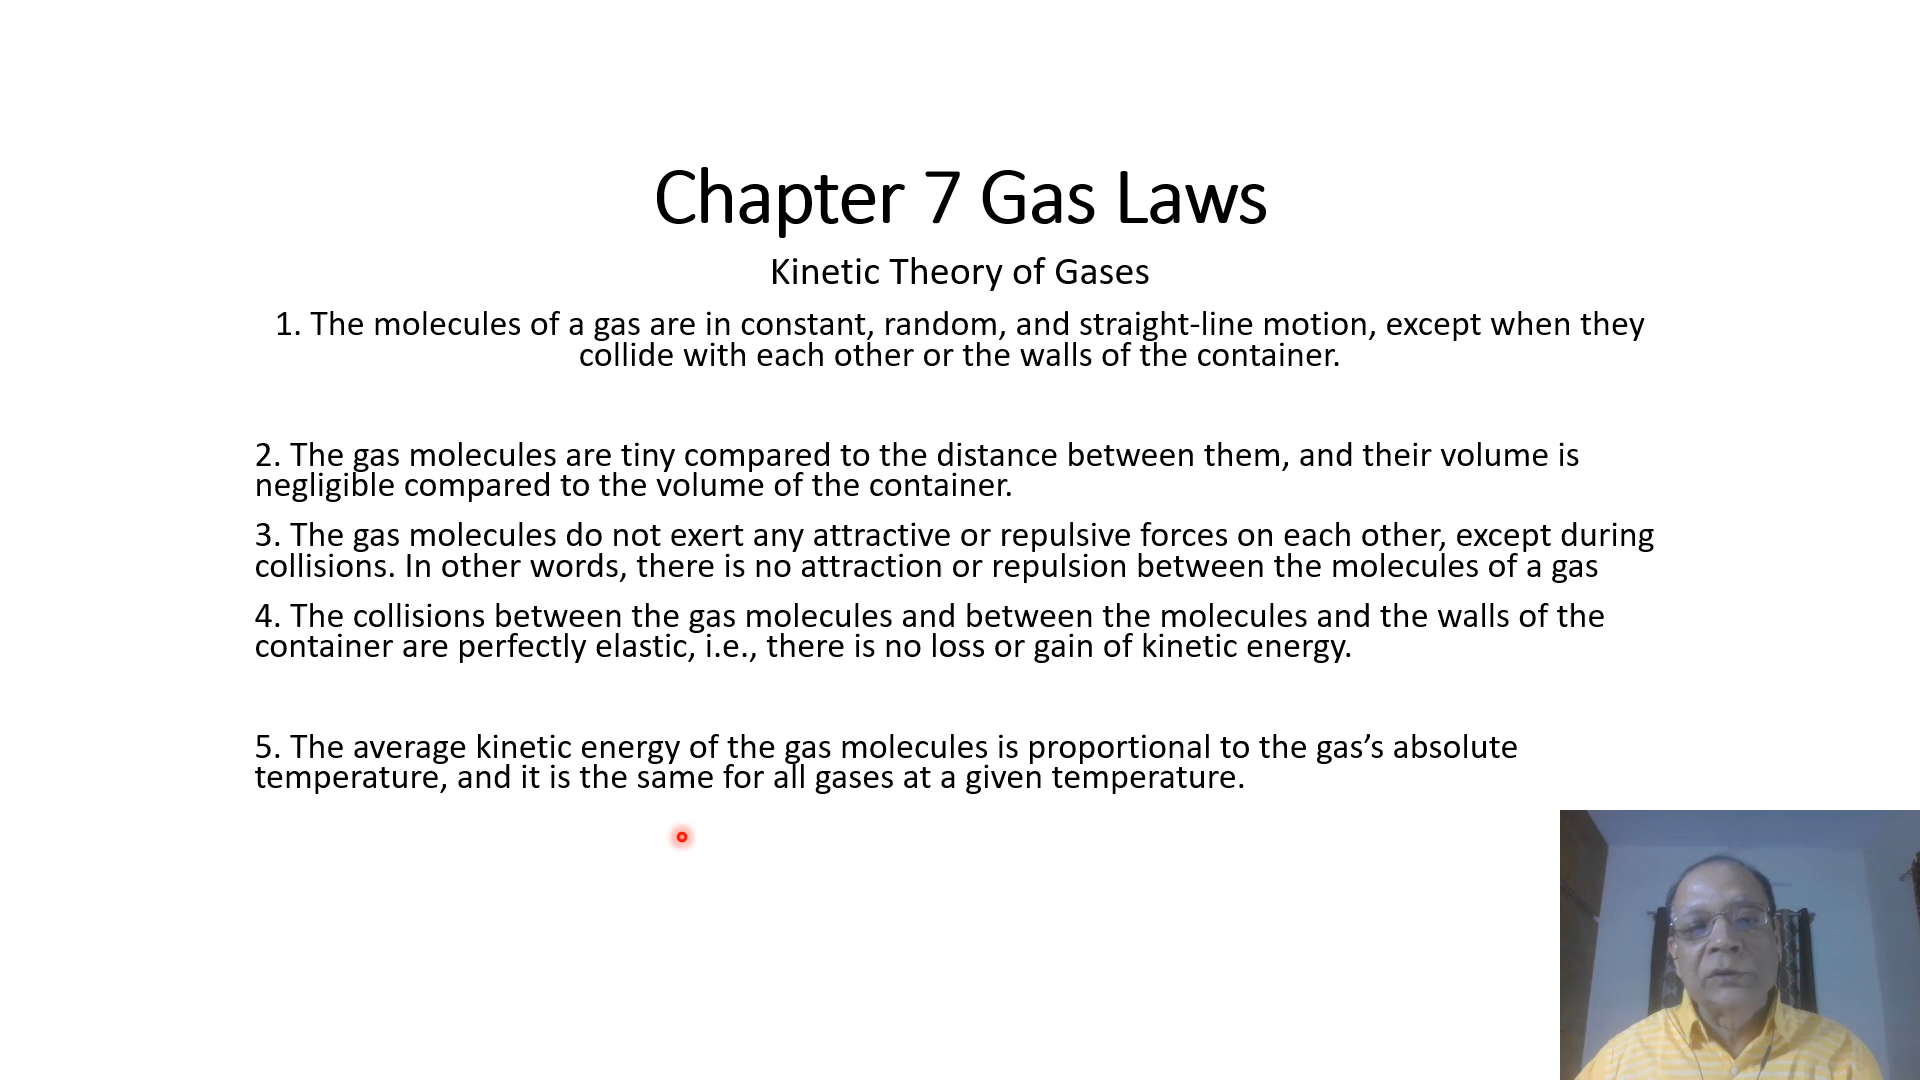 Chapter 7 Gas Laws
Kinetic Theory of Gases
1. The molecules of a gas are in constant, random, and straight-line motion, except when they
collide with each other or the walls of the container.
2. The gas molecules are tiny compared to the distance between them, and their volume is
negligible compared to the volume of the container.
3. The gas molecules do not exert any attractive or repulsive forces on each other, except during
collisions. In other words, there is no attraction or repulsion between the molecules of a gas
4. The collisions between the gas molecules and between the molecules and the walls of the
container are perfectly elastic, i.e., there is no loss or gain of kinetic energy.
5. The average kinetic energy of the gas molecules is proportional to the gas’s absolute
temperature, and it is the same for all gases at a given temperature.